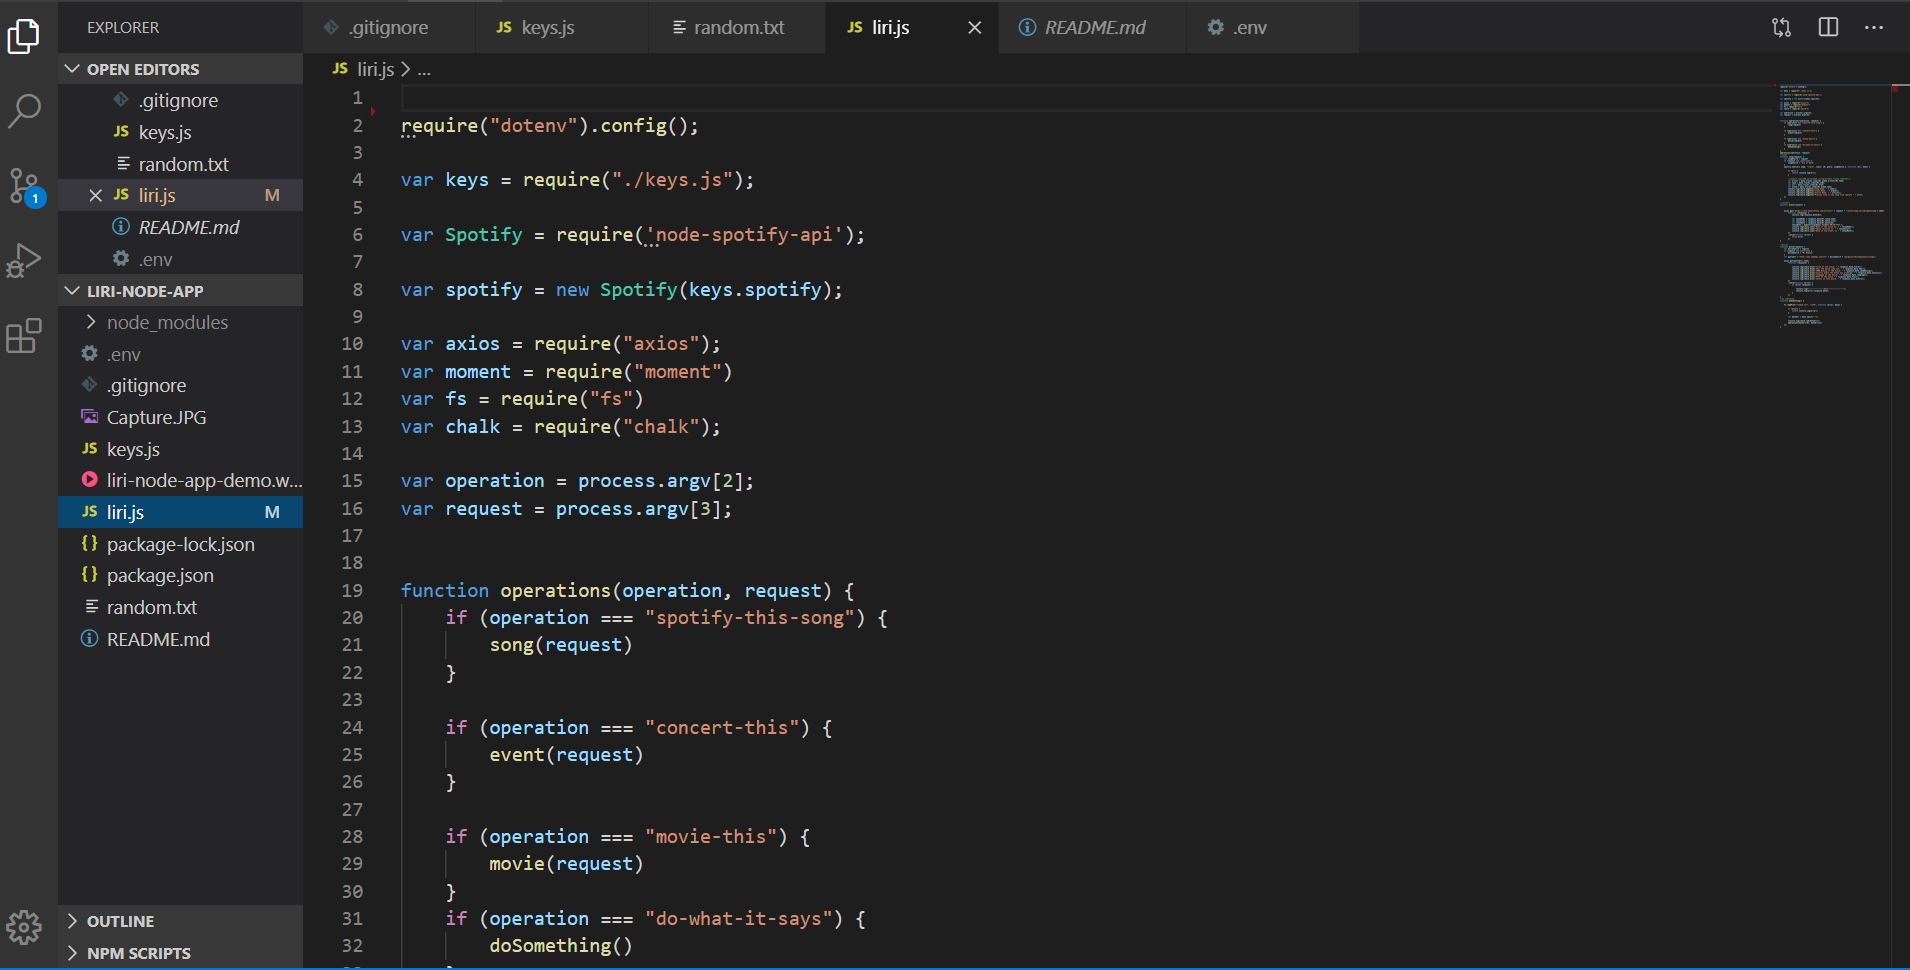 EXPLORER
OPEN EDITORS
.gitignore
JS keys.js
random.txt
JS liri.js M
README.md
.env
LIRI-NODE-APP
node_modules
.env
.gitignore
Capture.JPG
JS keys.js
liri-node-app-demo.w...
JS liri.js M
{} package-lock.json
{} package.json
random.txt
README.md
OUTLINE
NPM SCRIPTS
1
.gitignore JS keys.js random.txt JS liri.js README.md .env
JS liri.js > ...
1
2 require("dotenv").config();
3
4 var keys = require("./keys.js");
5
6 var Spotify = require('node-spotify-api');
7
8 var spotify = new Spotify(keys.spotify);
9
10 var axios = require("axios");
11 var moment = require("moment")
12 var fs = require("fs")
13 var chalk = require("chalk");
14
15 var operation = process.argv[2];
16 var request = process.argv[3];
17
18
19 function operations(operation, request) {
20 if (operation === "spotify-this-song") {
21 song(request)
22 }
23
24 if (operation === "concert-this") {
25 event(request)
26 }
27
28 if (operation === "movie-this") {
29 movie(request)
30 }
31 if (operation === "do-what-it-says") {
32 doSomething()